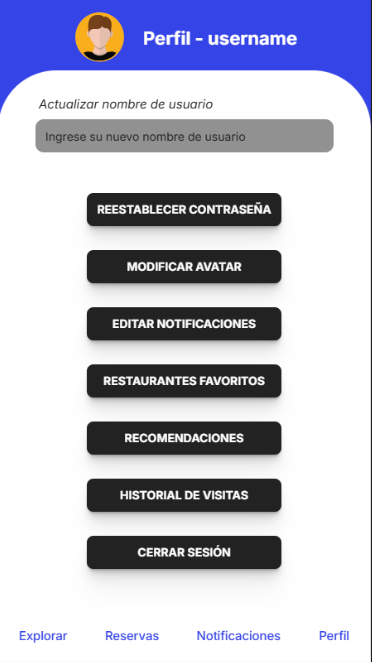 Perfil - username
Actualizar nombre de usuario
Ingrese su nuevo nombre de usuario
REESTABLECER CONTRASEÑA
MODIFICAR AVATAR
EDITAR NOTIFICACIONES
RESTAURANTES FAVORITOS
RECOMENDACIONES
HISTORIAL DE VISITAS
CERRAR SESIÓN
Explorar Reservas Notificaciones Perfil